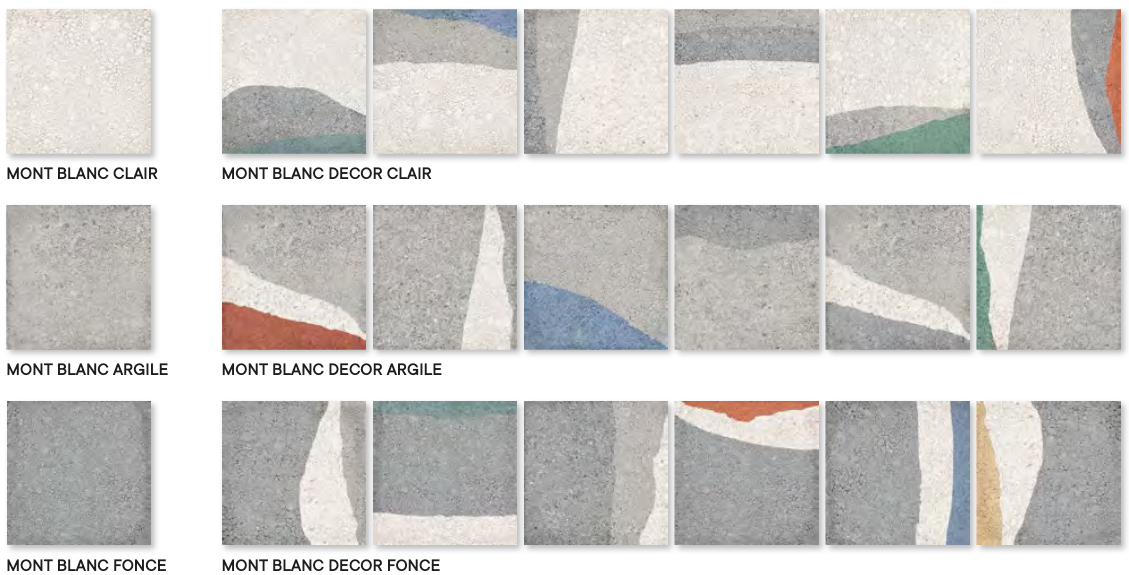 MONT BLANC CLAIR
MONT BLANC DECOR CLAIR
MONT BLANC ARGILE
MONT BLANC DECOR ARGILE
MONT BLANC FONCE
MONT BLANC DECOR FONCE